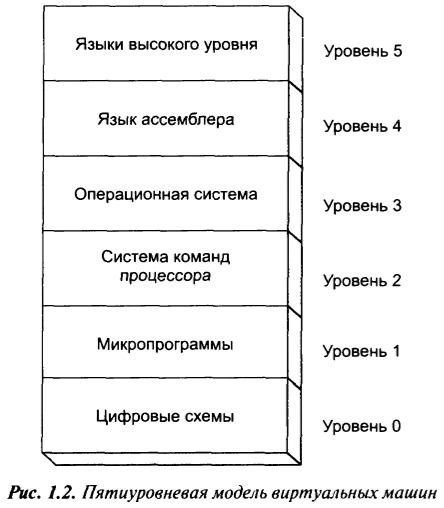 Языки высокого уровня
Уровень 5
Язык ассемблера
Уровень 4
Операционная система
Уровень 3
Система команд
процессора
Уровень 2
Микропрограммы
Уровень 1
Цифровые схемы
Уровень 0
Рис. 1.2. Пятиуровневая модель виртуальных машин